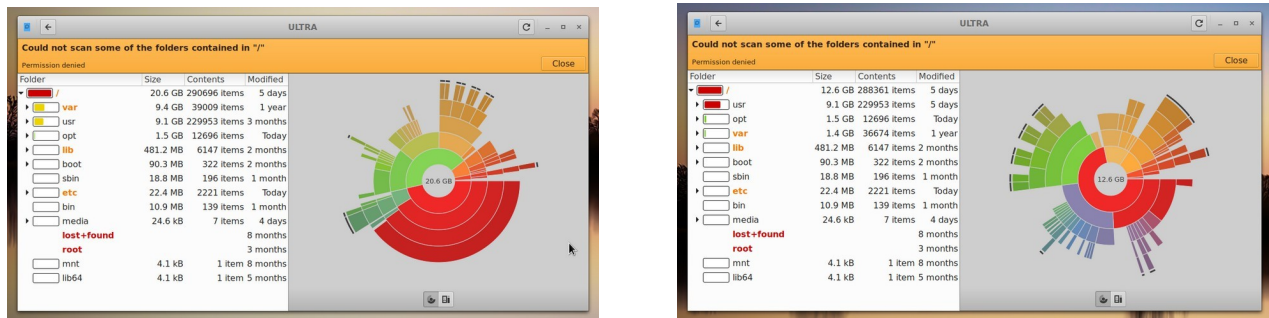 ULTRA
Could not scan some of the folders contained in "/"
Permission denied
Close
Folder Size Contents Modified
/ 20.6 GB 290696 items 5 days
var 9.4 GB 39009 items 1 year
usr 9.1 GB 229953 items 3 months
opt 1.5 GB 12696 items Today
lib 481.2 MB 6147 items 2 months
boot 90.3 MB 322 items 2 months
sbin 18.8 MB 196 items 1 month
etc 22.4 MB 2221 items Today
bin 10.9 MB 139 items 1 month
media 24.6 kB 7 items 4 days
lost+found 8 months
root 3 months
mnt 4.1 kB 1 item 8 months
lib64 4.1 kB 1 item 5 months
20.6 GB
ULTRA
Could not scan some of the folders contained in "/"
Permission denied
Close
Folder Size Contents Modified
/ 12.6 GB 288361 items 5 days
usr 9.1 GB 229953 items 3 months
opt 1.5 GB 12696 items Today
var 1.4 GB 36674 items 1 year
lib 481.2 MB 6147 items 2 months
boot 90.3 MB 322 items 2 months
sbin 18.8 MB 196 items 1 month
etc 22.4 MB 2221 items Today
bin 10.9 MB 139 items 1 month
media 24.6 kB 7 items 4 days
lost+found 8 months
root 3 months
mnt 4.1 kB 1 item 8 months
lib64 4.1 kB 1 item 5 months
12.6 GB